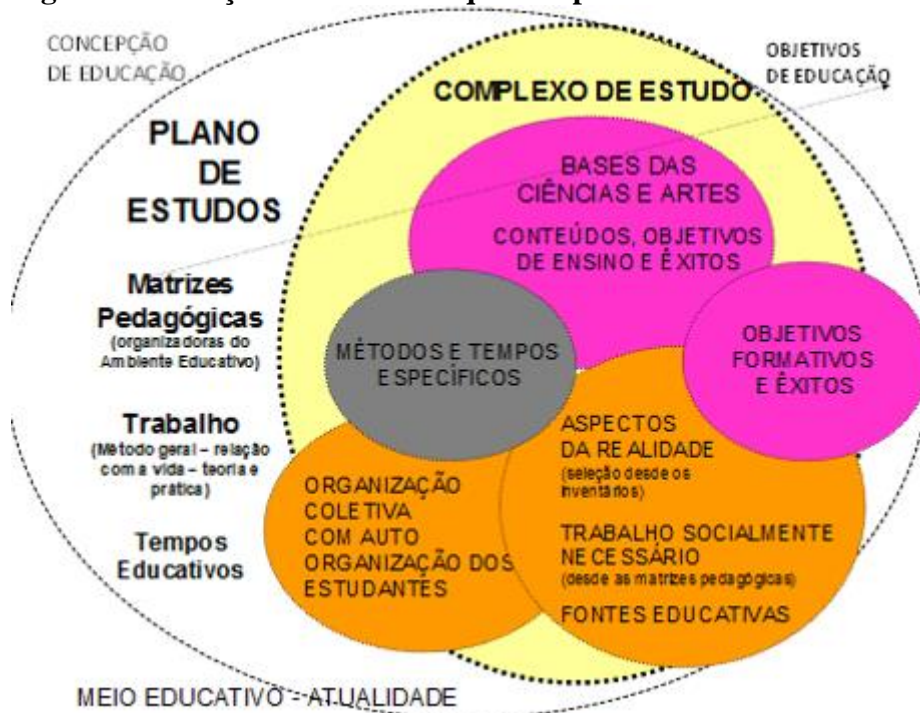 CONCEPÇÃO
DE EDUCAÇÃO
OBJETIVOS
DE EDUCAÇÃO
COMPLEXO DE ESTUDO
PLANO
DE
ESTUDOS
BASES DAS
CIÊNCIAS E ARTES
CONTEÚDOS, OBJETIVOS
DE ENSINO E ÊXITOS
Matrizes
Pedagógicas
(organizadoras do
Ambiente Educativo)
MÉTODOS E TEMPOS
ESPECÍFICOS
OBJETIVOS
FORMATIVOS
E ÊXITOS
Trabalho
(Método geral – relação
com a vida – teoria e
prática)
ASPECTOS
DA REALIDADE
(seleção desde os
inventários)
TRABALHO SOCIALMENTE
NECESSÁRIO
(desde as matrizes pedagógicas)
FONTES EDUCATIVAS
ORGANIZAÇÃO
COLETIVA
COM AUTO
ORGANIZAÇÃO DOS
ESTUDANTES
Tempos
Educativos
MEIO EDUCATIVO - ATUALIDADE